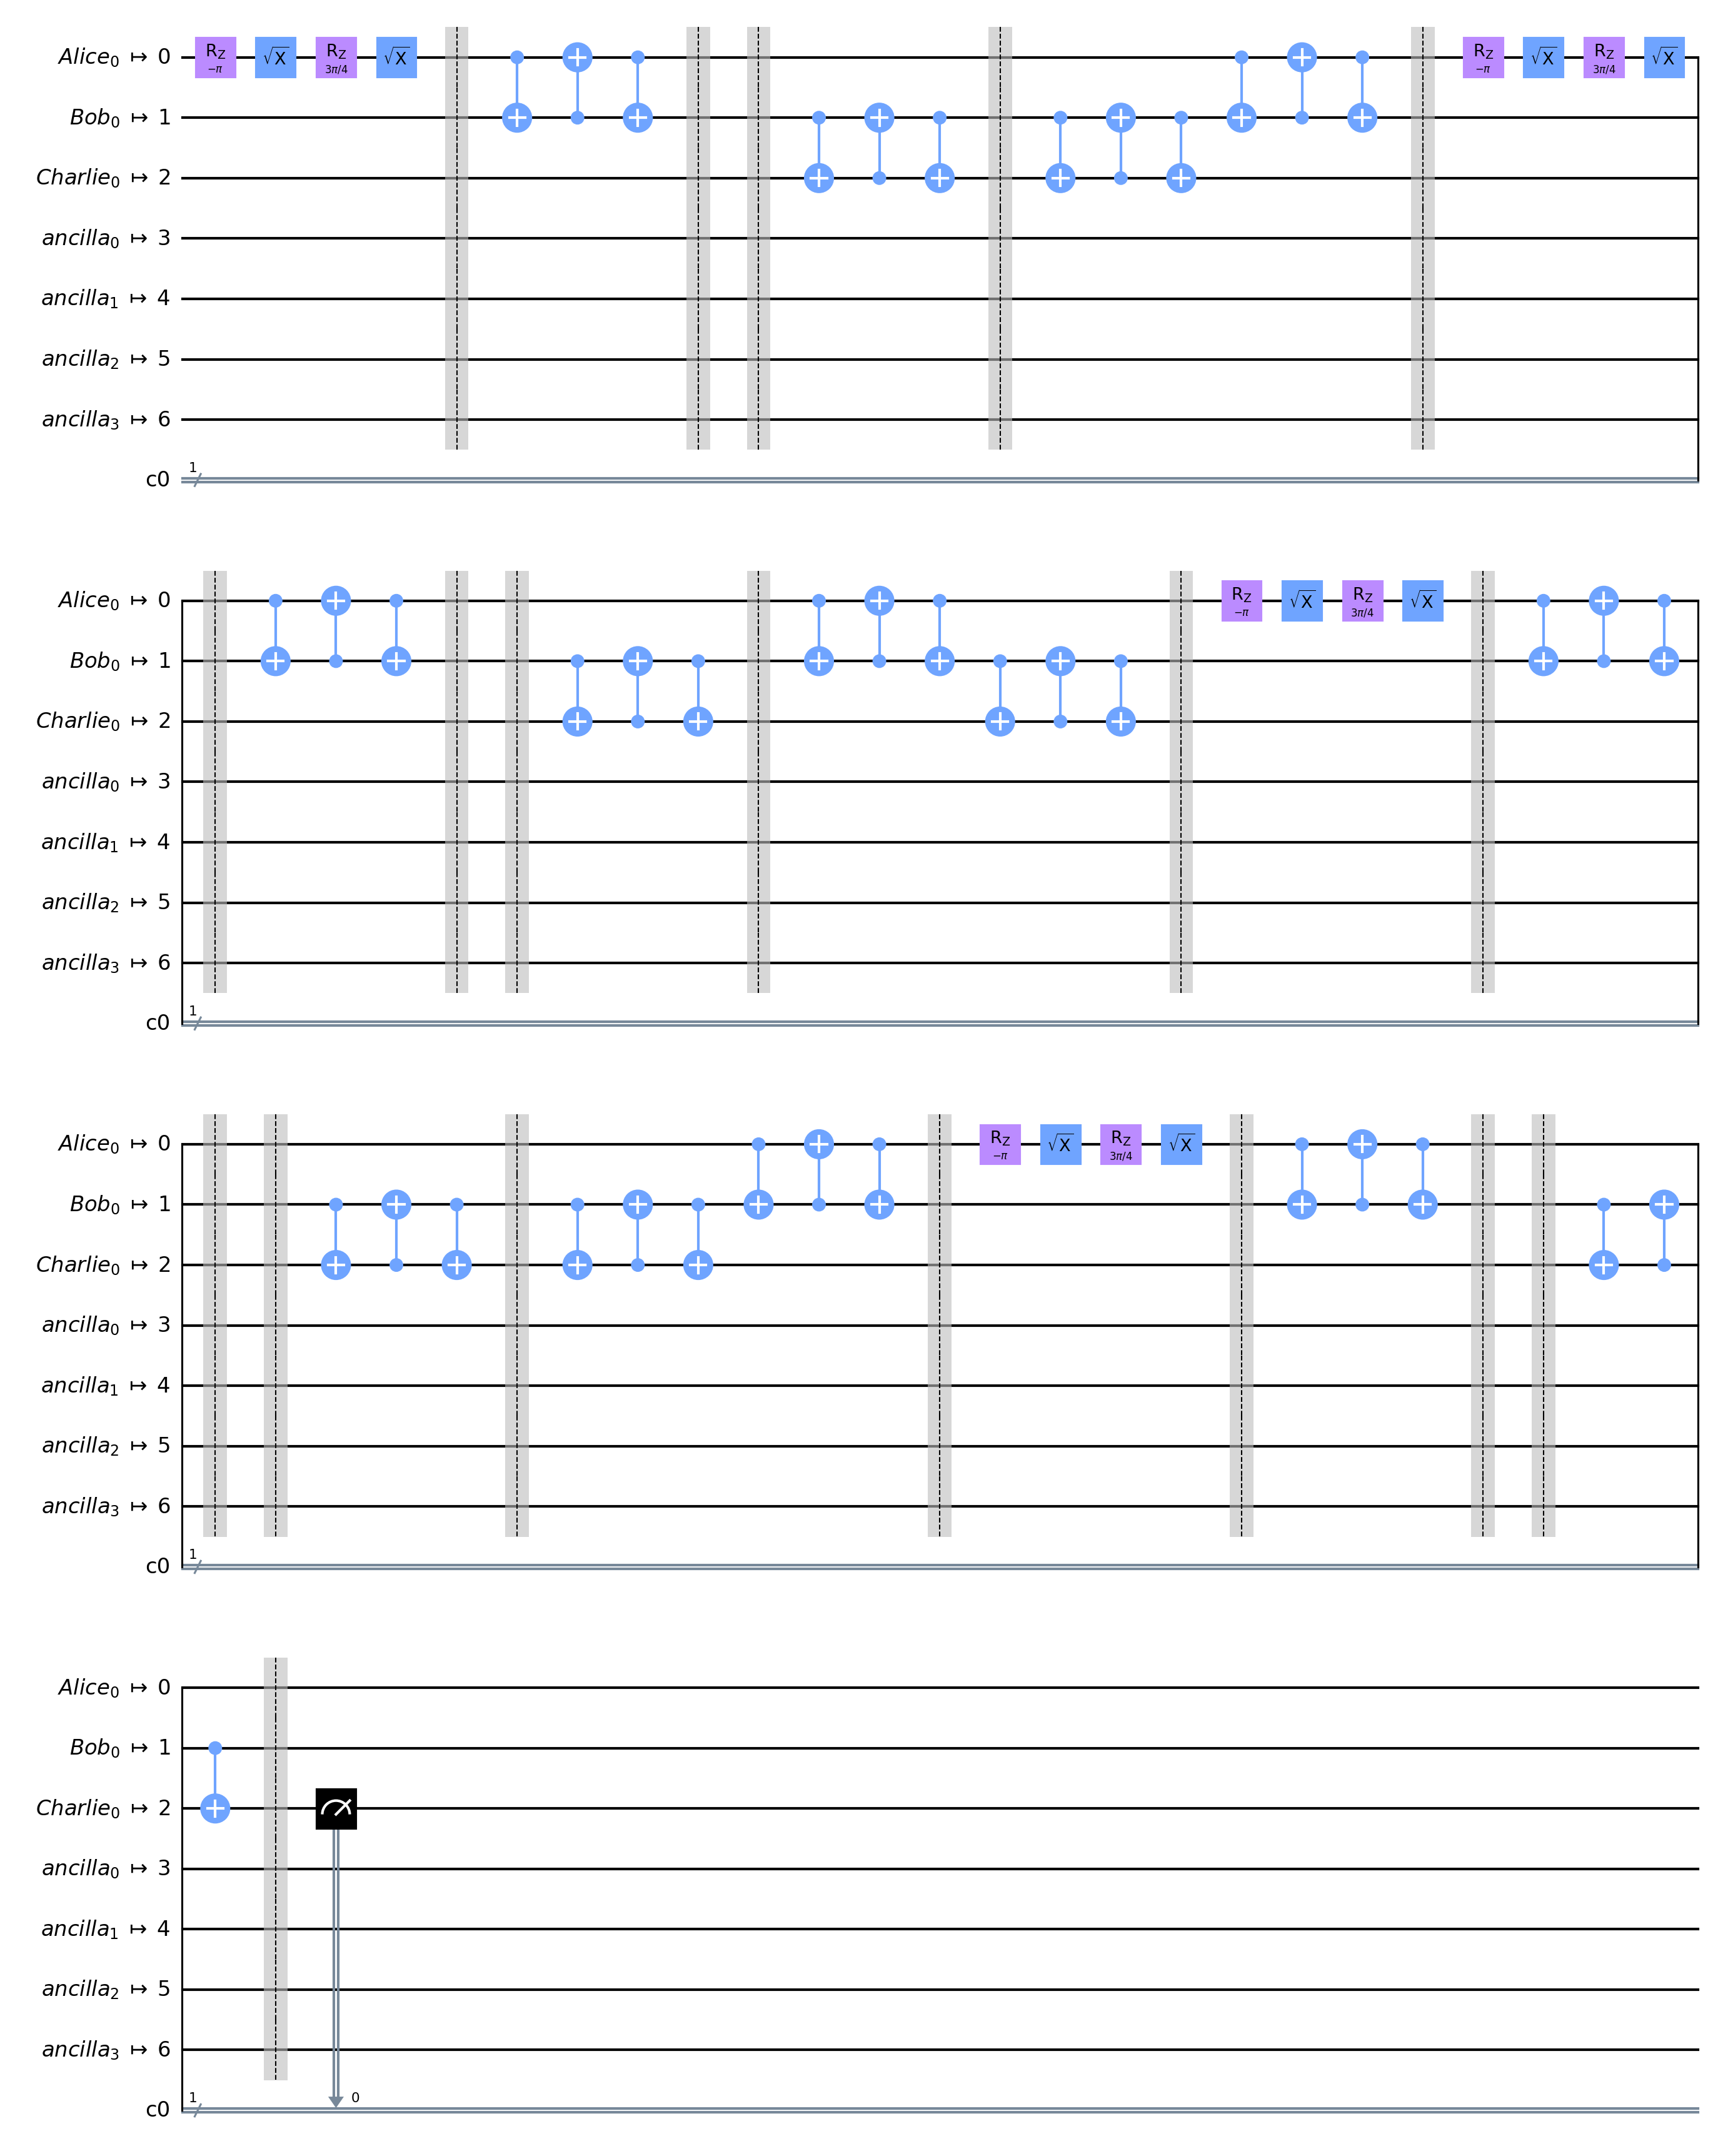 Alice₀ ↦ 0 R_Z −π √X R_Z 3π/4 √X R_Z −π √X R_Z 3π/4 √X
Bob₀ ↦ 1
Charlie₀ ↦ 2
ancilla₀ ↦ 3
ancilla₁ ↦ 4
ancilla₂ ↦ 5
ancilla₃ ↦ 6
c0 1
Alice₀ ↦ 0 R_Z −π √X R_Z 3π/4 √X
Bob₀ ↦ 1
Charlie₀ ↦ 2
ancilla₀ ↦ 3
ancilla₁ ↦ 4
ancilla₂ ↦ 5
ancilla₃ ↦ 6
c0 1
Alice₀ ↦ 0 R_Z −π √X R_Z 3π/4 √X
Bob₀ ↦ 1
Charlie₀ ↦ 2
ancilla₀ ↦ 3
ancilla₁ ↦ 4
ancilla₂ ↦ 5
ancilla₃ ↦ 6
c0 1
Alice₀ ↦ 0
Bob₀ ↦ 1
Charlie₀ ↦ 2
ancilla₀ ↦ 3
ancilla₁ ↦ 4
ancilla₂ ↦ 5
ancilla₃ ↦ 6
c0 1 0